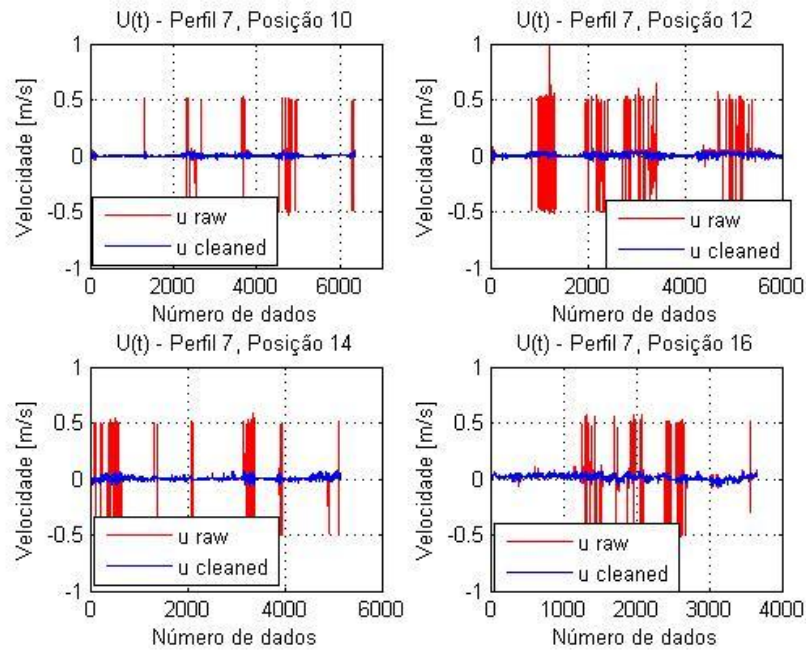 U(t) - Perfil 7, Posição 10
1
0.5
0
-0.5
-1
Velocidade [m/s]
u raw
u cleaned
0 2000 4000 6000
Número de dados
U(t) - Perfil 7, Posição 12
1
0.5
0
-0.5
-1
Velocidade [m/s]
u raw
u cleaned
0 2000 4000 6000
Número de dados
U(t) - Perfil 7, Posição 14
1
0.5
0
-0.5
-1
Velocidade [m/s]
u raw
u cleaned
0 2000 4000 6000
Número de dados
U(t) - Perfil 7, Posição 16
1
0.5
0
-0.5
-1
Velocidade [m/s]
u raw
u cleaned
0 1000 2000 3000 4000
Número de dados